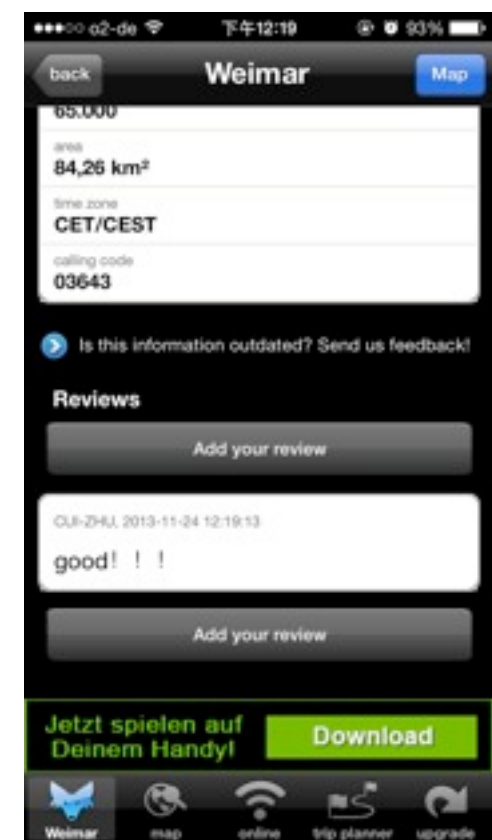 o2-de 下午12:19 93%
back Weimar Map
65.000
area
84,26 km²
time zone
CET/CEST
calling code
03643
Is this information outdated? Send us feedback!
Reviews
Add your review
CUI-ZHU, 2013-11-24 12:19:13
good！！！
Add your review
Jetzt spielen auf Download
Deinem Handy!
Weimar map online trip planner upgrade